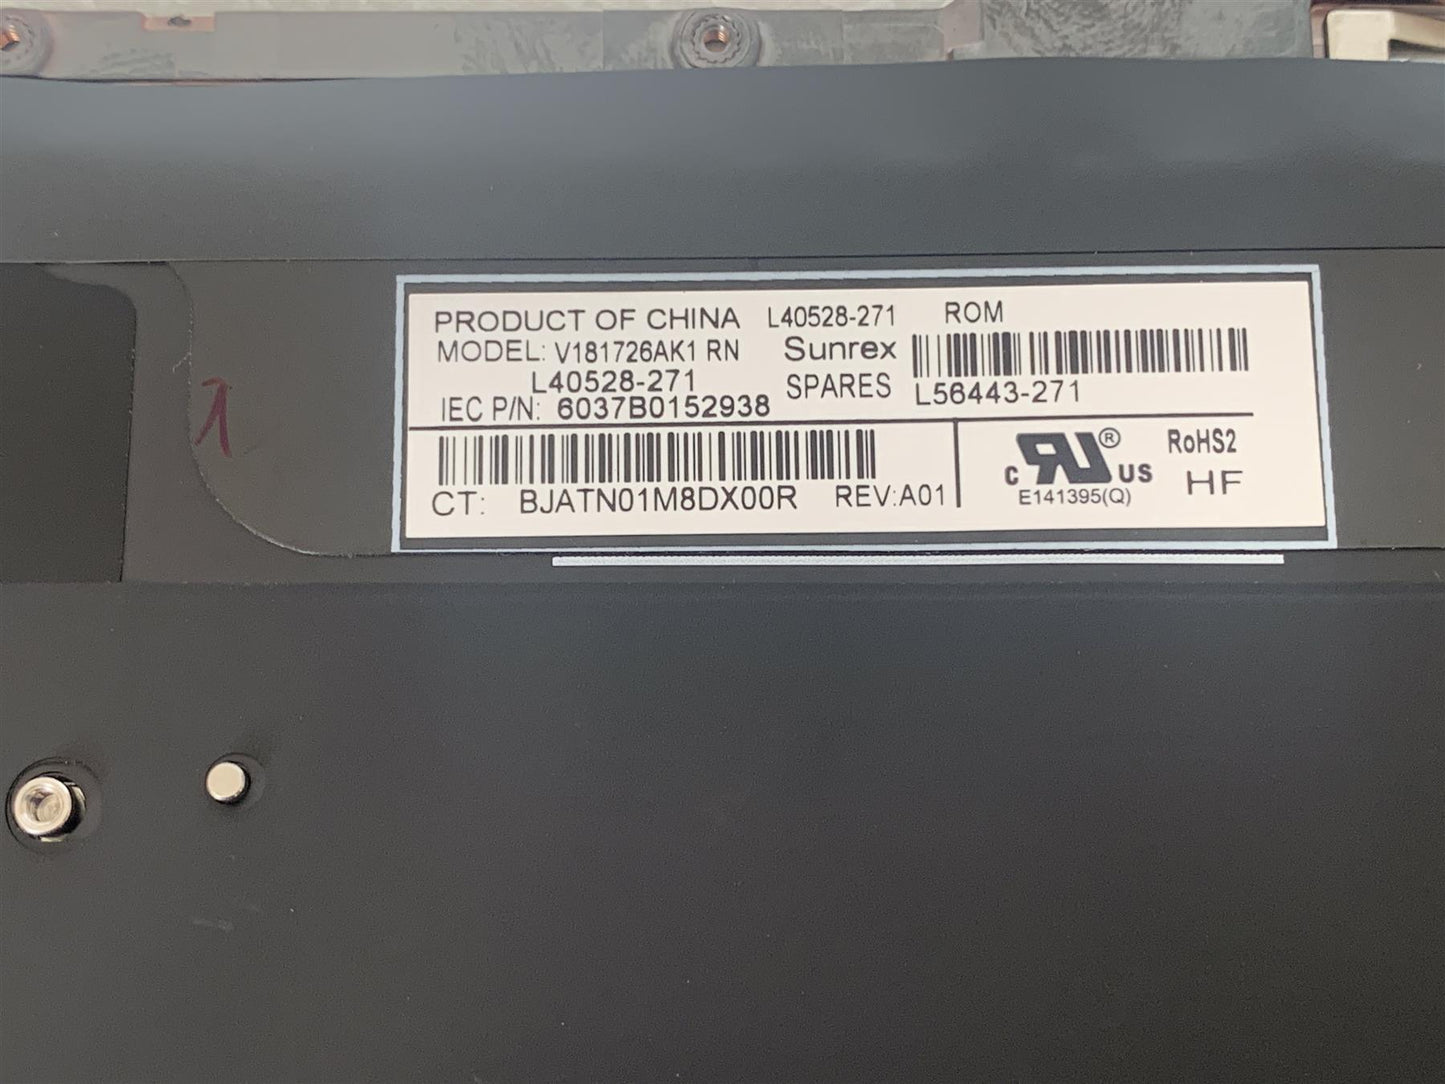 PRODUCT OF CHINA L40528-271 ROM
MODEL: V181726AK1 RN Sunrex
L40528-271 SPARES L56443-271
IEC P/N: 6037B0152938
CT: BJATN01M8DX00R REV:A01
c RU ® US RoHS2
E141395(Q) HF
1